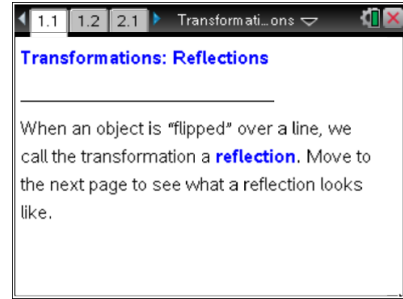 1.1 1.2 2.1 Transformati...ons
Transformations: Reflections
When an object is "flipped" over a line, we
call the transformation a reflection. Move to
the next page to see what a reflection looks
like.